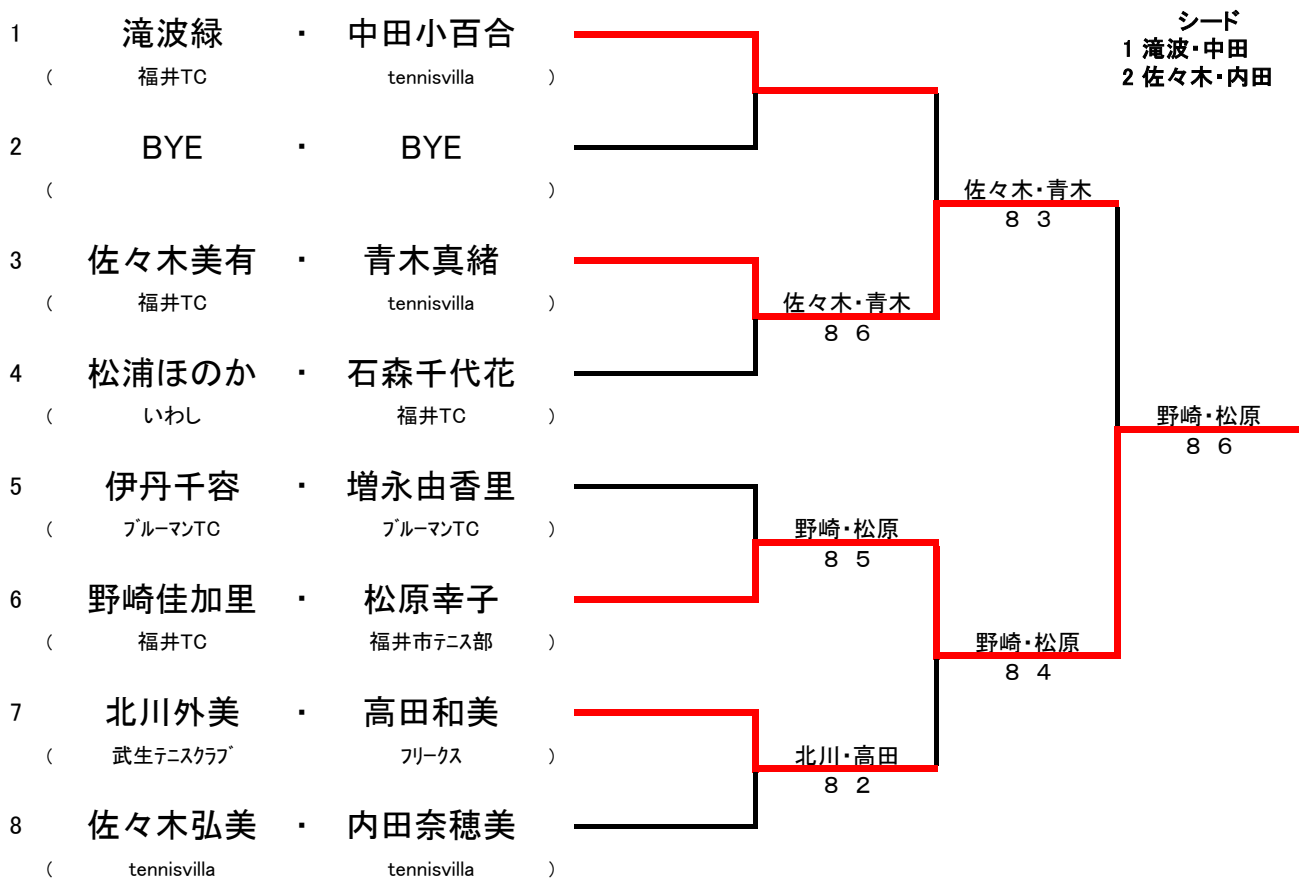 シード
1 滝波・中田
2 佐々木・内田
1 滝波緑 ・ 中田小百合
( 福井TC tennisvilla )
2 BYE ・ BYE
( )
佐々木・青木
8 3
3 佐々木美有 ・ 青木真緒
( 福井TC tennisvilla )
佐々木・青木
8 6
4 松浦ほのか ・ 石森千代花
( いわし 福井TC )
野崎・松原
8 6
5 伊丹千容 ・ 増永由香里
( ﾌﾞﾙｰﾏﾝTC ﾌﾞﾙｰﾏﾝTC )
野崎・松原
8 5
6 野崎佳加里 ・ 松原幸子
( 福井TC 福井市ﾃﾆｽ部 )
野崎・松原
8 4
7 北川外美 ・ 高田和美
( 武生ﾃﾆｽｸﾗﾌﾞ ﾌﾘｰｸｽ )
北川・高田
8 2
8 佐々木弘美 ・ 内田奈穂美
( tennisvilla tennisvilla )